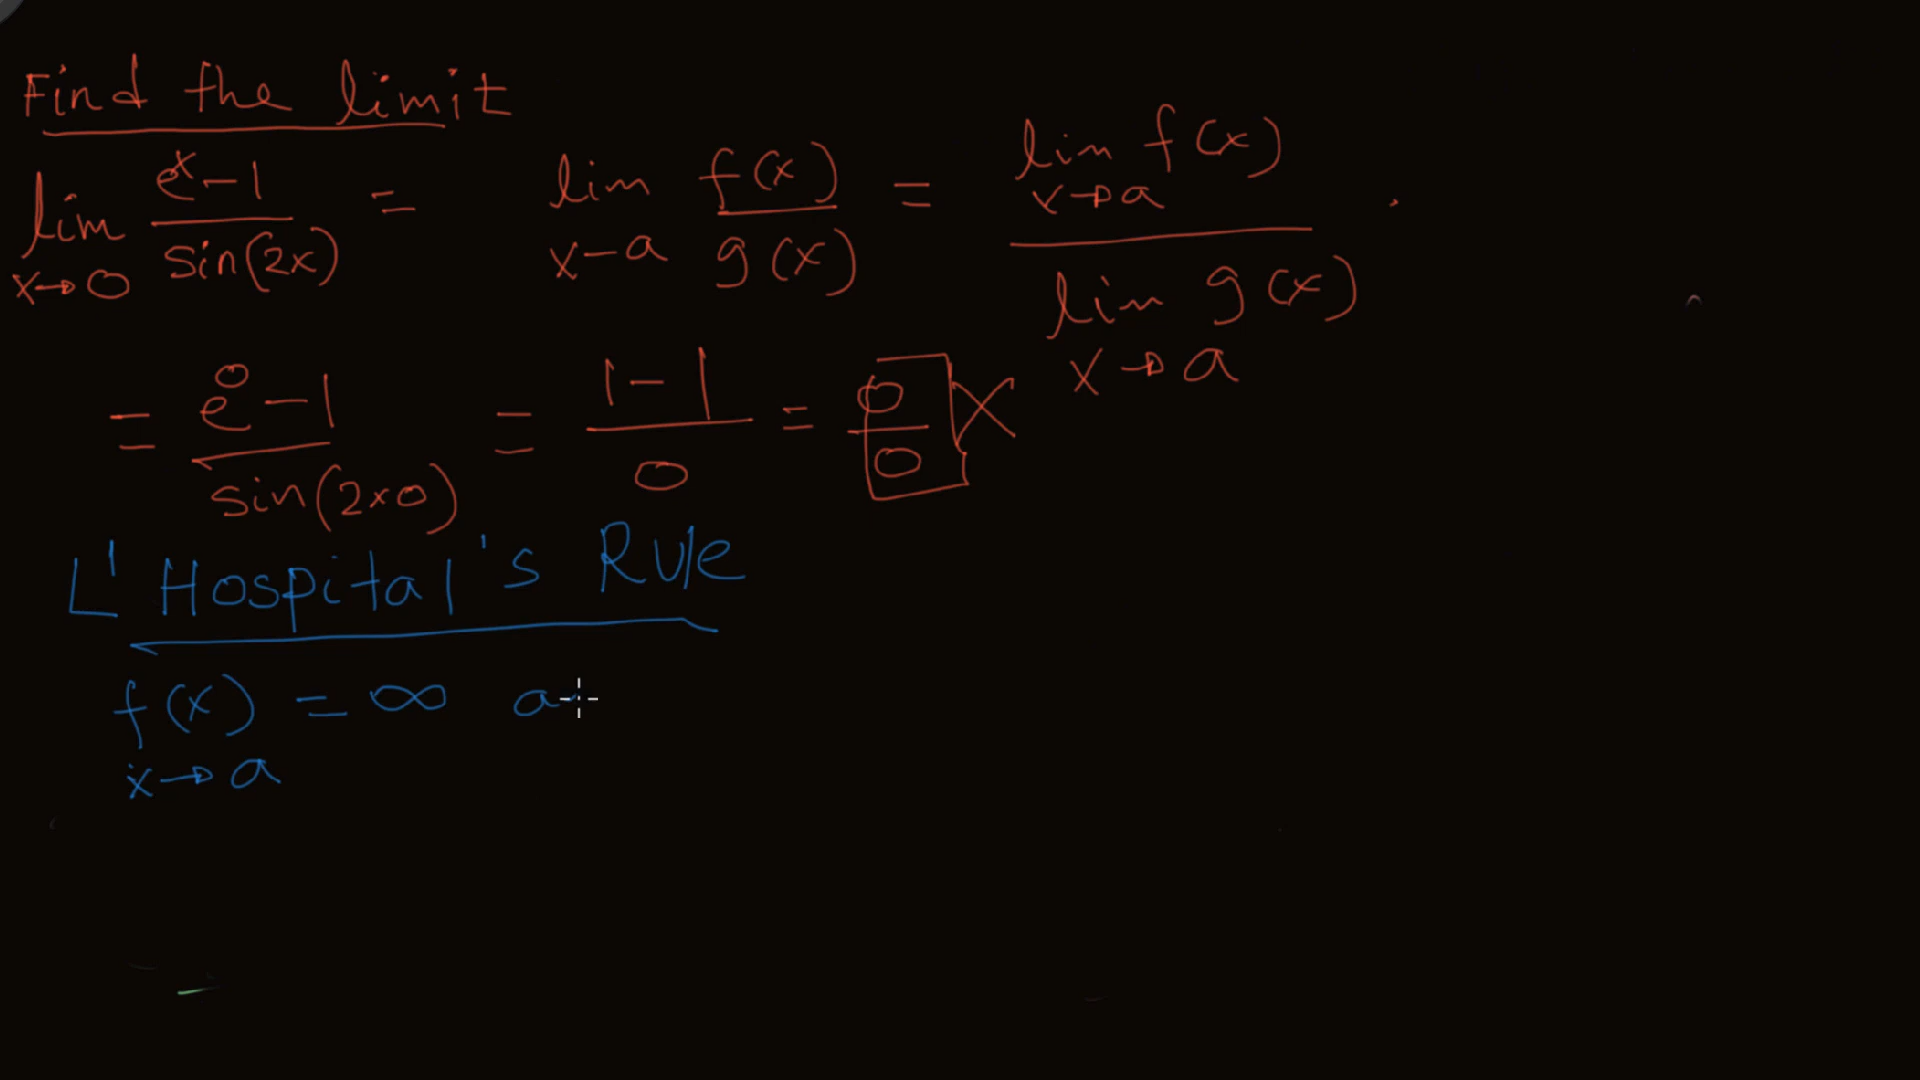 Find the limit
lim x→0 (e^x - 1)/(sin(2x)) = lim x-a f(x)/g(x) = (lim x→a f(x))/(lim x→a g(x)) .
= (e^0 - 1)/(sin(2×0)) = (1-1)/0 = 0/0 X
L'Hospital's Rule
f(x) = ∞ a
x→a